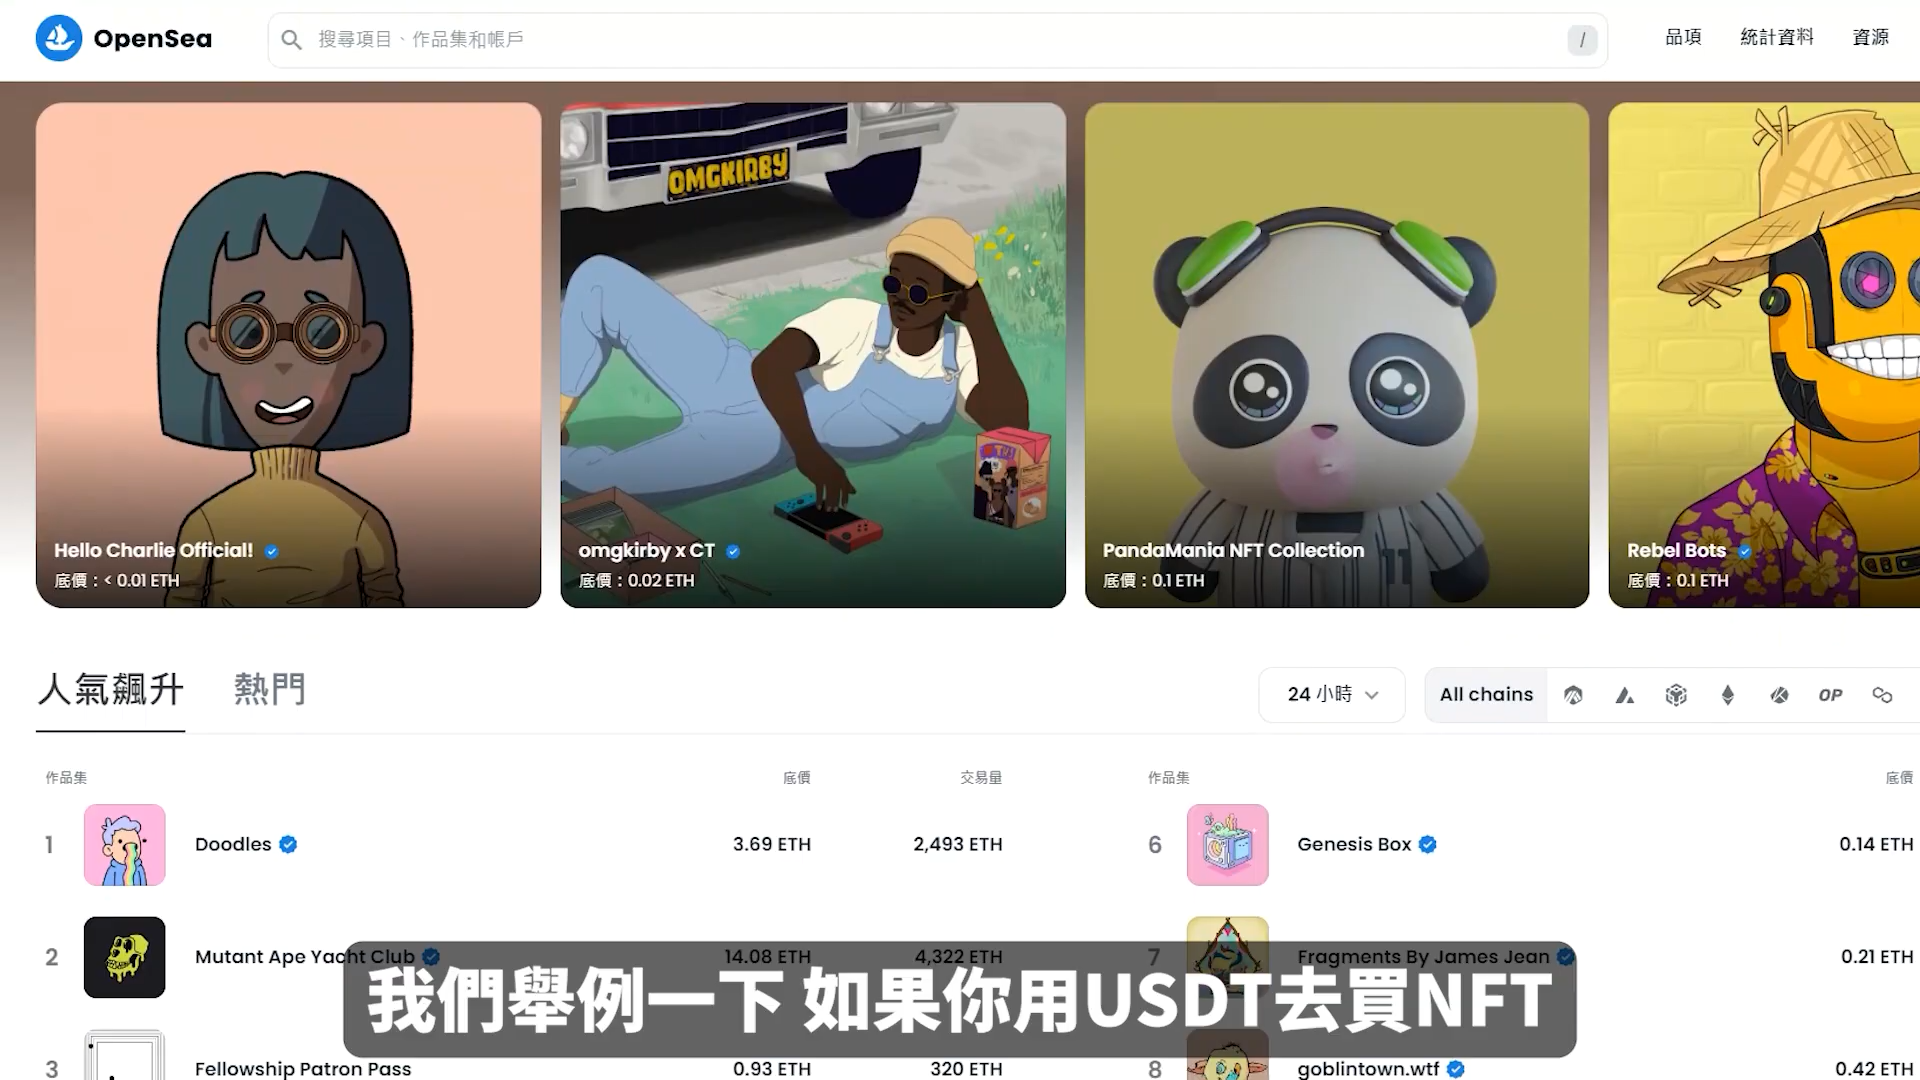 OpenSea
搜尋項目、作品集和帳戶
/
品項
統計資料
資源
OMGKIRBY
Hello Charlie Official!
底價：< 0.01 ETH
omgkirby x CT
底價：0.02 ETH
PandaMania NFT Collection
底價：0.1 ETH
Rebel Bots
底價：0.1 ETH
人氣飆升
熱門
24 小時
All chains
OP
作品集
底價
交易量
作品集
底價
1
Doodles
3.69 ETH
2,493 ETH
6
Genesis Box
0.14 ETH
2
Mutant Ape Yacht Club
14.08 ETH
4,322 ETH
7
Fragments By James Jean
0.21 ETH
我們舉例一下 如果你用USDT去買NFT
3
Fellowship Patron Pass
0.93 ETH
320 ETH
8
goblintown.wtf
0.42 ETH